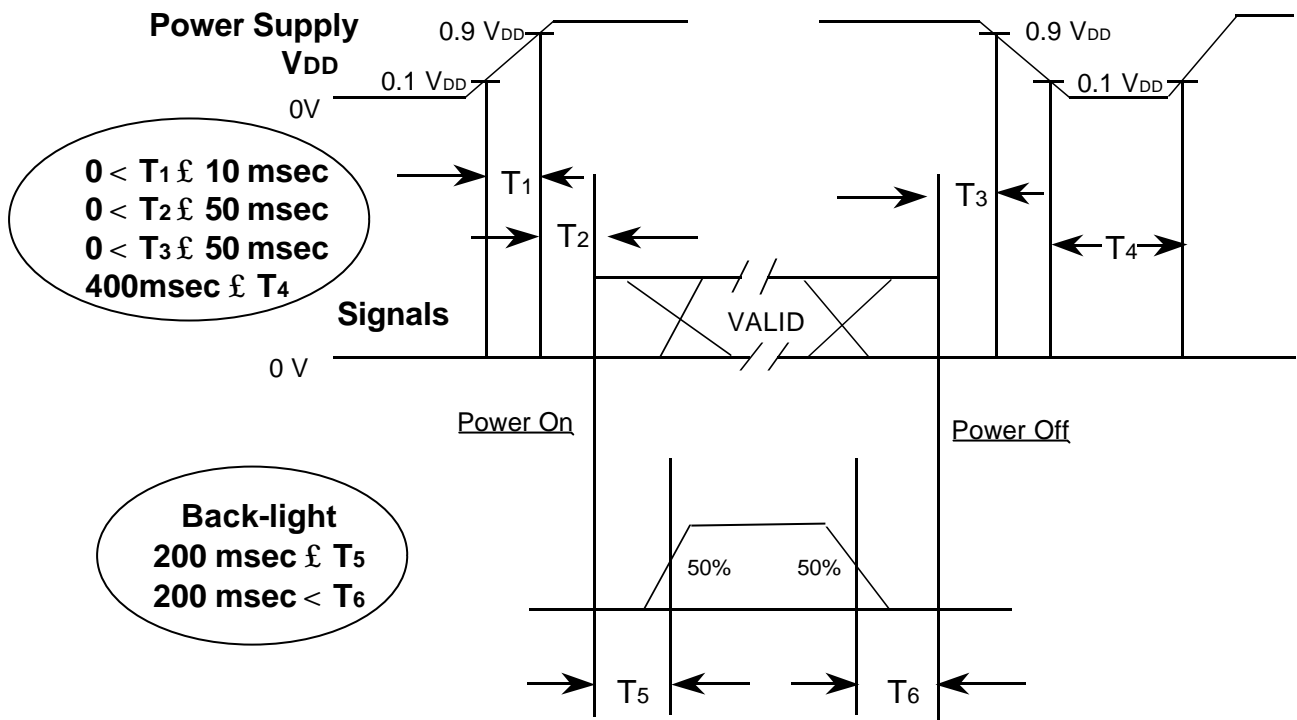 Power Supply
VDD
0.9 VDD
0.1 VDD
0V
0.9 VDD
0.1 VDD
0 < T1 £ 10 msec
0 < T2 £ 50 msec
0 < T3 £ 50 msec
400msec £ T4
T1
T2
T3
T4
Signals
VALID
0 V
Power On
Power Off
Back-light
200 msec £ T5
200 msec < T6
50%
50%
T5
T6